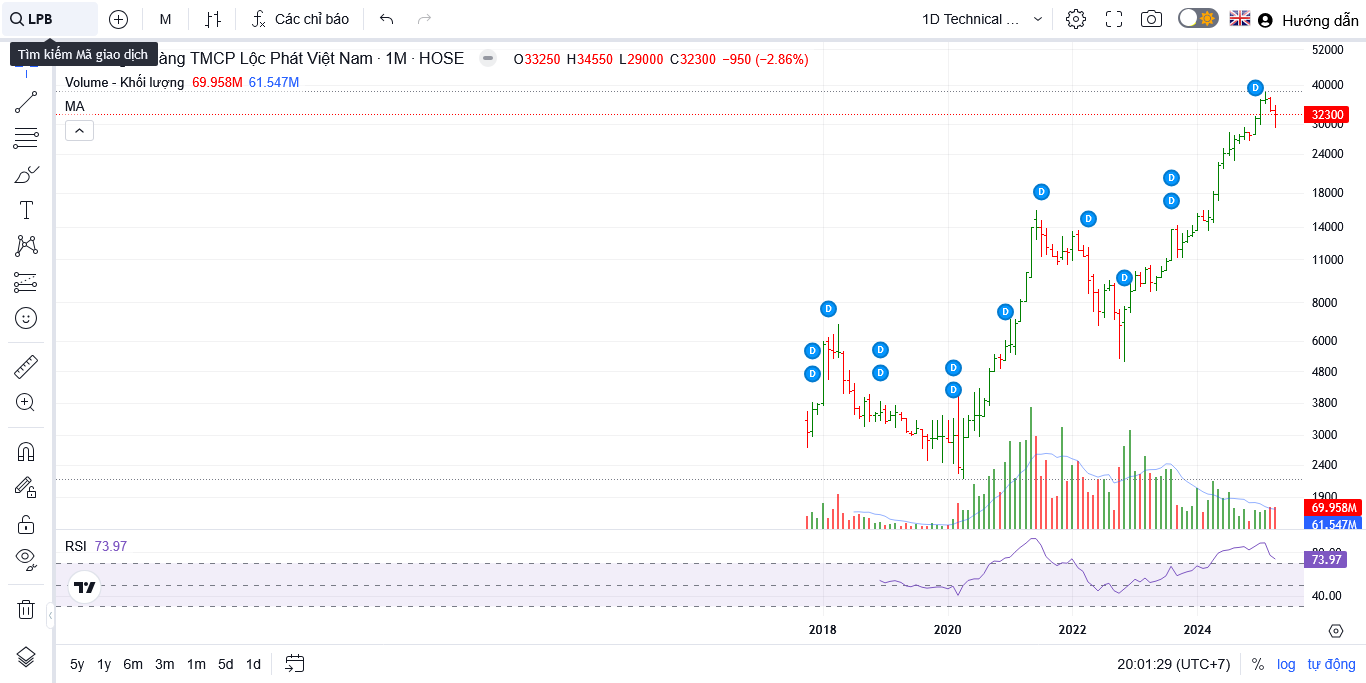 LPB
M
Các chỉ báo
1D Technical ...
Hướng dẫn
Tìm kiếm Mã giao dịch
àng TMCP Lộc Phát Việt Nam · 1M · HOSE
O33250 H34550 L29000 C32300 −950 (−2.86%)
Volume - Khối lượng 69.958M 61.547M
MA
52000
40000
32300
30000
24000
18000
14000
11000
8000
6000
4800
3800
3000
2400
1900
69.958M
61.547M
D
D
D
D
D
D
D
D
D
D
D
D
D
D
RSI 73.97
80.00
73.97
40.00
2018
2020
2022
2024
5y 1y 6m 3m 1m 5d 1d
20:01:29 (UTC+7)
%
log
tự động